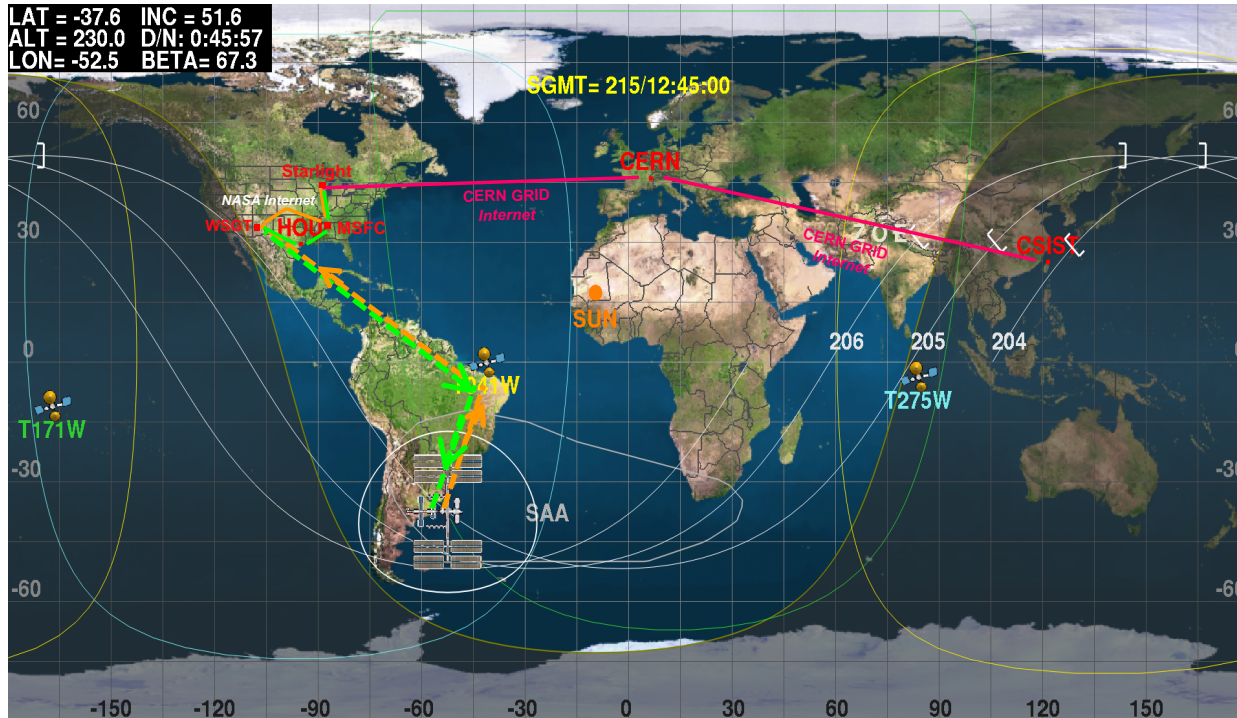 LAT = -37.6 INC = 51.6
ALT = 230.0 D/N: 0:45:57
LON= -52.5 BETA= 67.3
SGMT= 215/12:45:00
60
60
CERN
Starlight
NASA Internet
CERN GRID
Internet
WSGT
HOU
MSFC
30
30
CERN GRID
Internet
CSIST
SUN
206
205
204
0
0
41W
T171W
T275W
-30
-30
SAA
-60
-60
-150
-120
-90
-60
-30
0
30
60
90
120
150